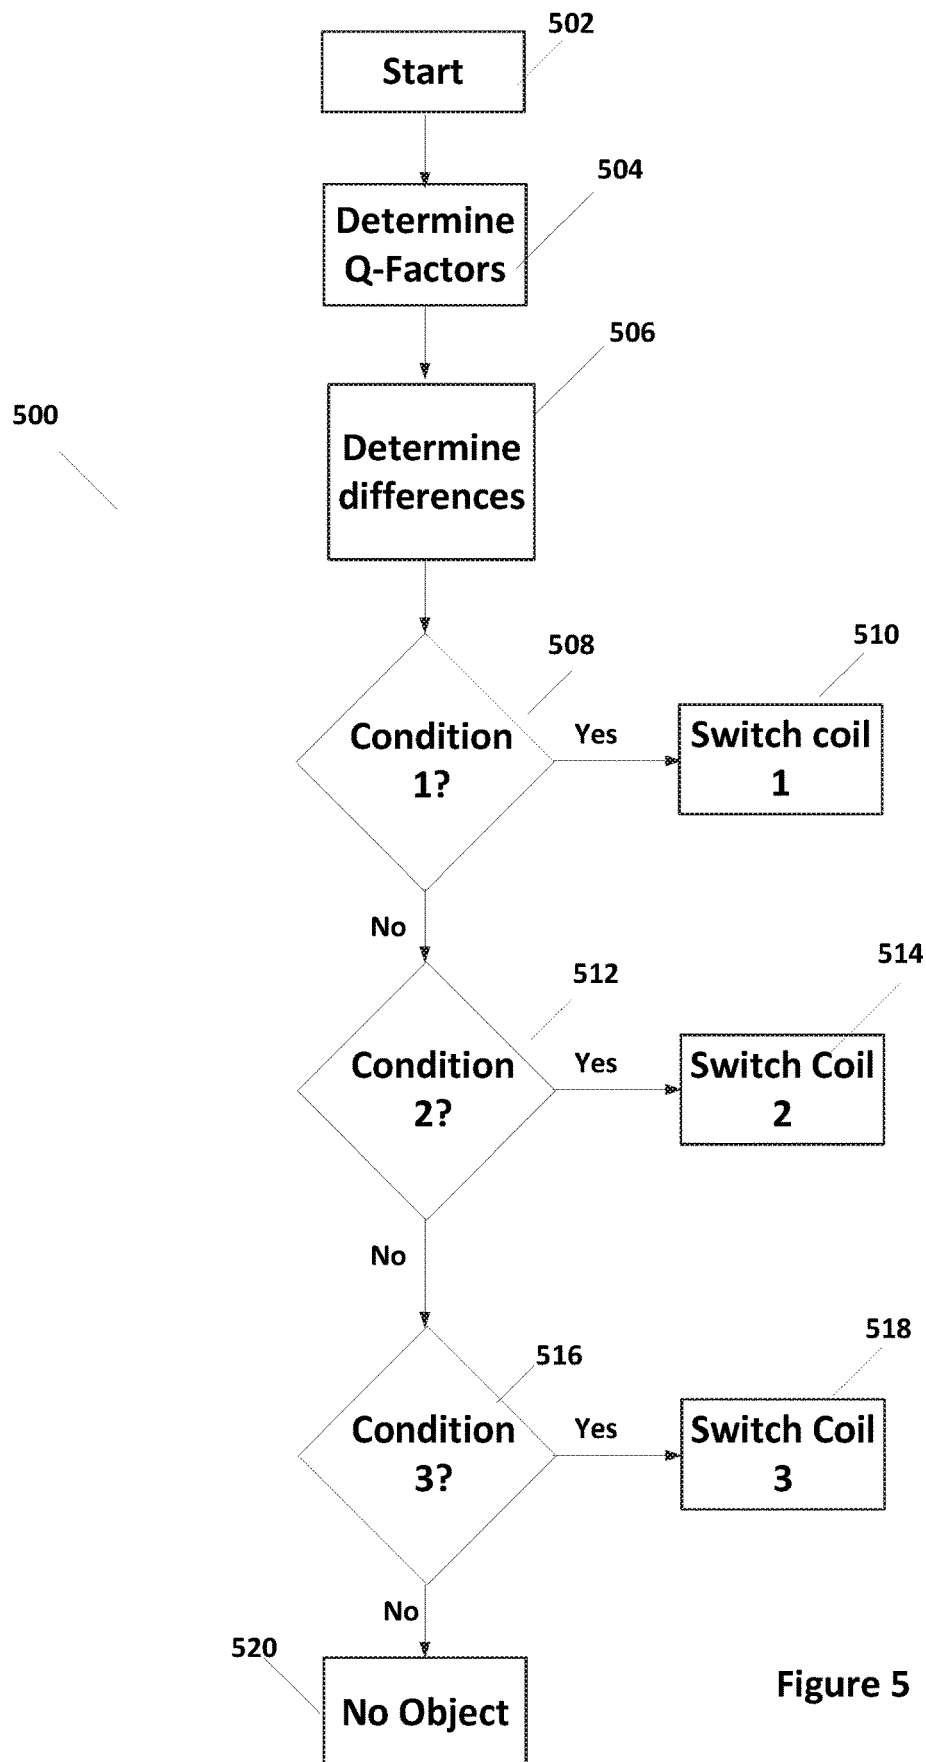 502
Start
504
Determine
Q-Factors
506
500
Determine
differences
508
510
Condition
1?
Yes
Switch coil
1
No
512
514
Condition
2?
Yes
Switch Coil
2
No
516
518
Condition
3?
Yes
Switch Coil
3
No
520
No Object
Figure 5